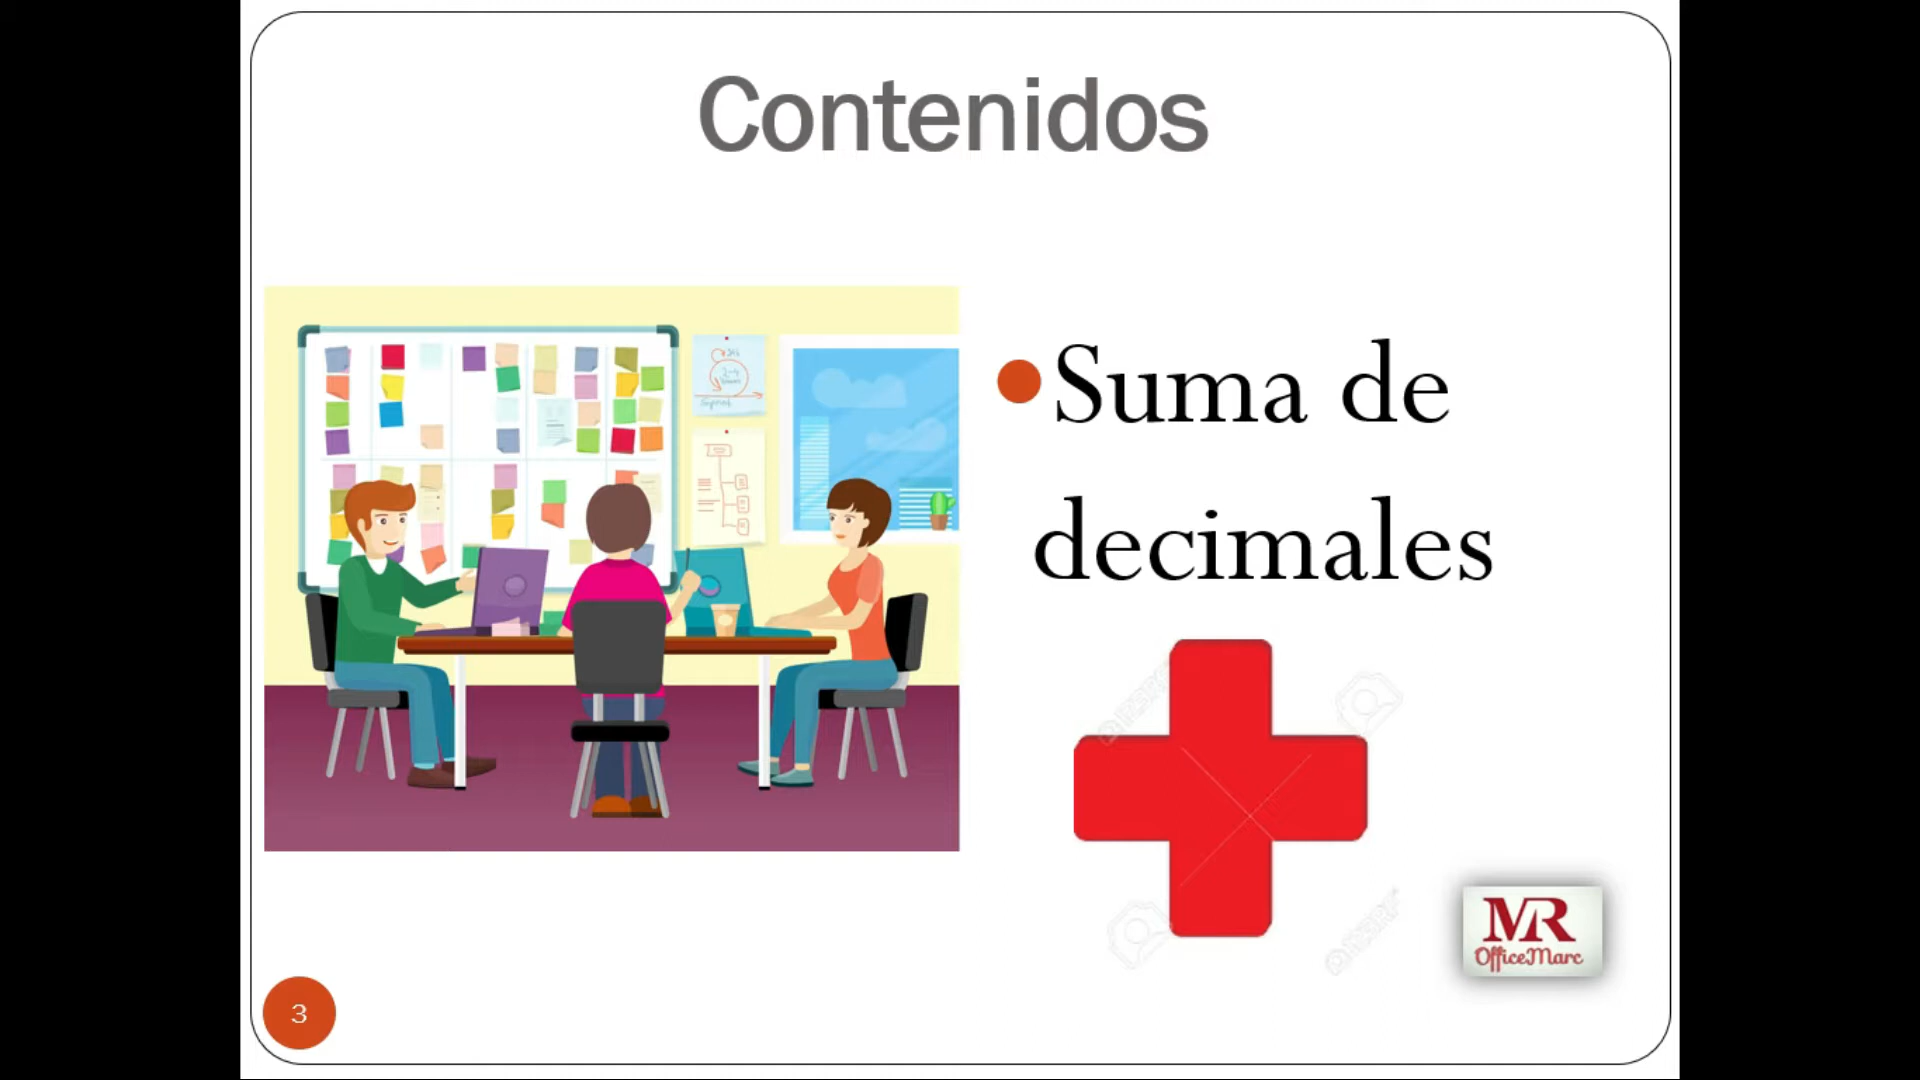 Contenidos
Suma de
decimales
MR
OfficeMarc
3